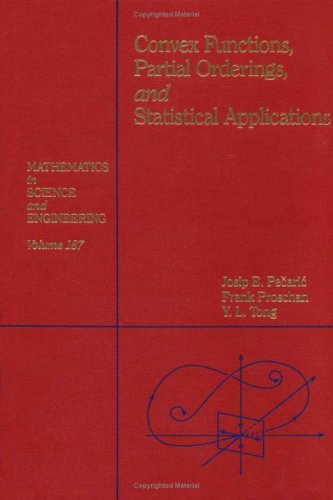 Convex Functions,
Partial Orderings,
and
Statistical Applications
MATHEMATICS
in
SCIENCE
and
ENGINEERING
Volume 187
Josip E. Pečarić
Frank Proschan
Y. L. Tong